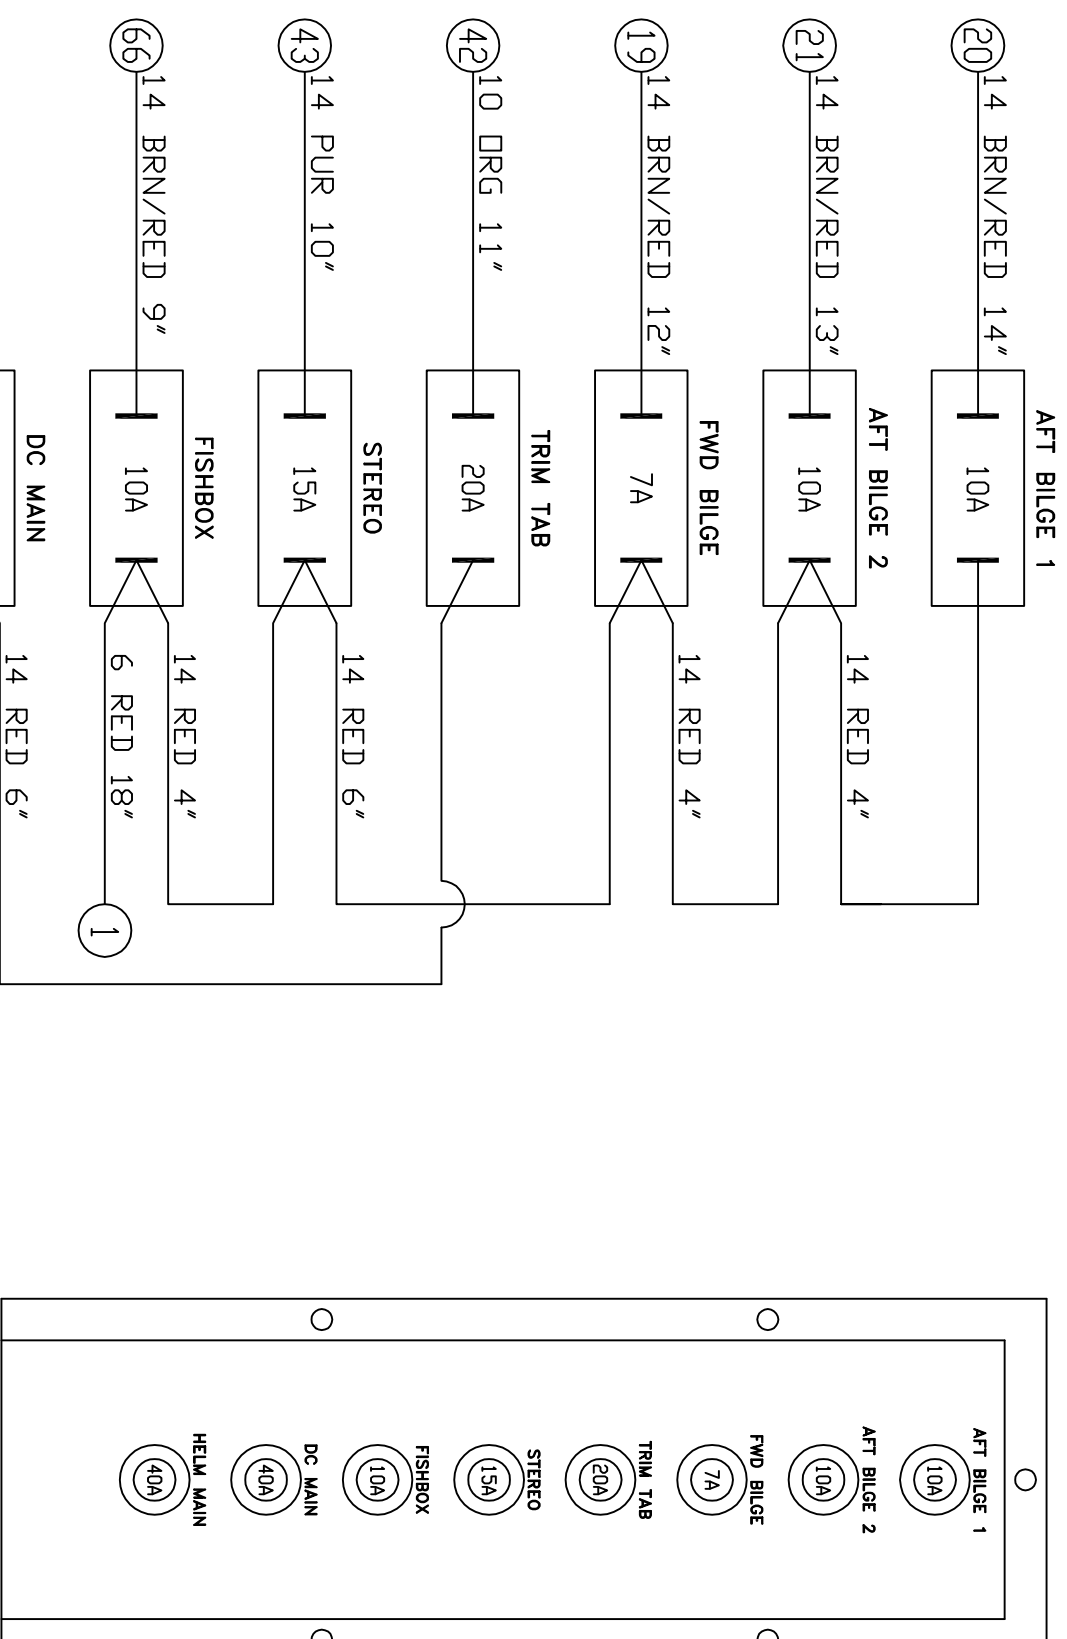 AFT BILGE 1
20
14 BRN/RED 14"
10A
14 RED 4"
AFT BILGE 2
21
14 BRN/RED 13"
10A
FWD BILGE
19
14 BRN/RED 12"
7A
14 RED 4"
TRIM TAB
42
10 ORG 11"
20A
STEREO
43
14 PUR 10"
15A
14 RED 6"
FISHBOX
66
14 BRN/RED 9"
10A
14 RED 4"
6 RED 18"
1
DC MAIN
14 RED 6"
AFT BILGE 1
10A
AFT BILGE 2
10A
FWD BILGE
7A
TRIM TAB
20A
STEREO
15A
FISHBOX
10A
DC MAIN
40A
HELM MAIN
40A